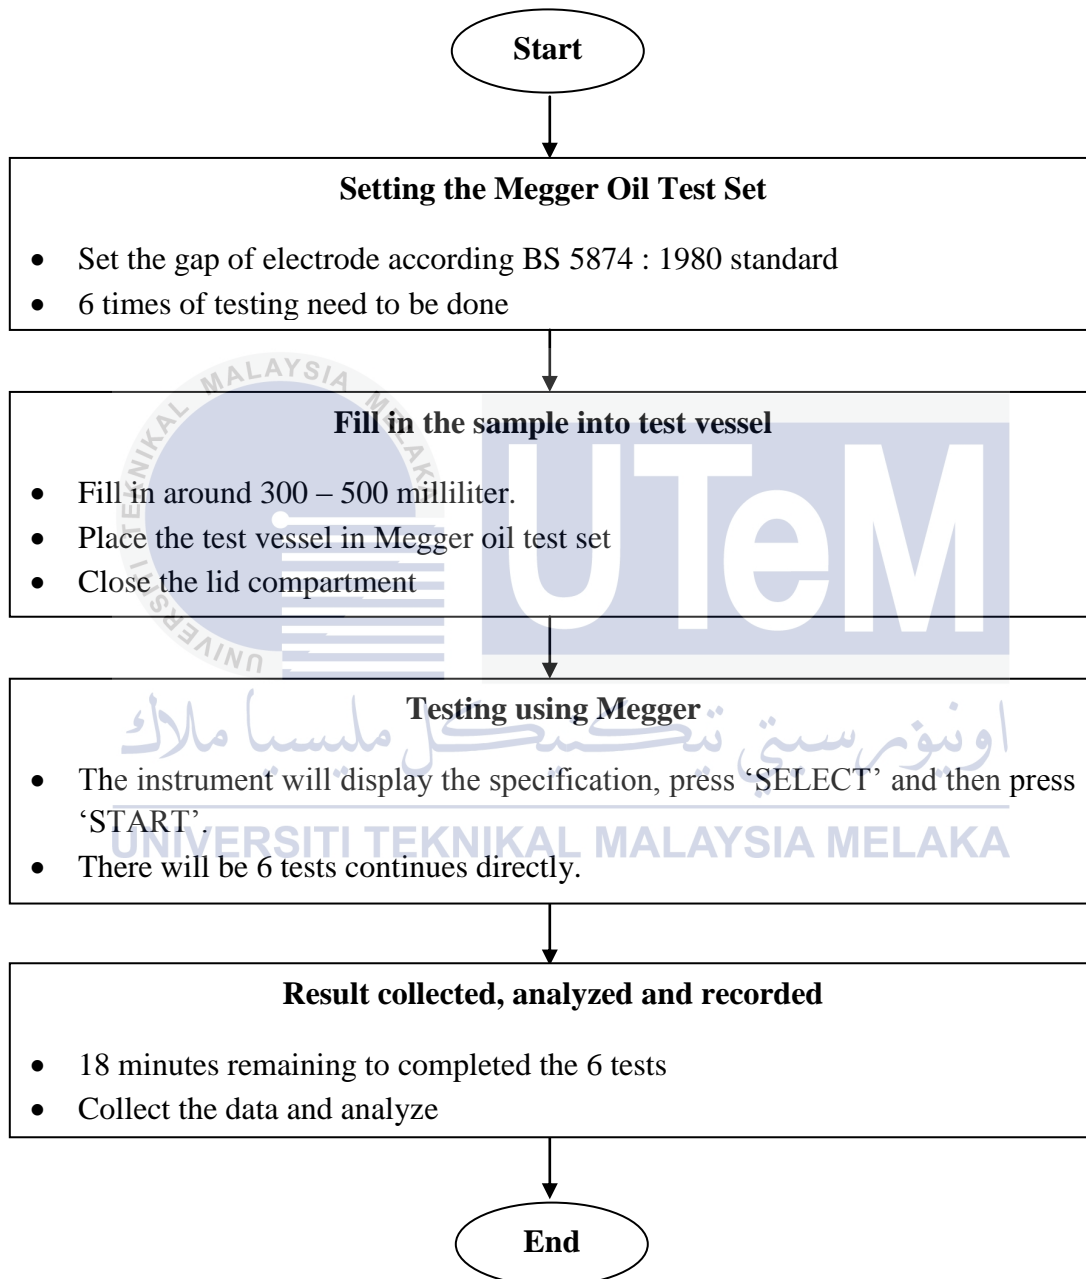 Start
Setting the Megger Oil Test Set
• Set the gap of electrode according BS 5874 : 1980 standard
• 6 times of testing need to be done
UNIVERSITI TEKNIKAL MALAYSIA MELAKA
UTeM
Fill in the sample into test vessel
• Fill in around 300 – 500 milliliter.
• Place the test vessel in Megger oil test set
• Close the lid compartment
اونيۏرسيتي تيكنيكل مليسيا ملاك
Testing using Megger
• The instrument will display the specification, press ‘SELECT’ and then press
‘START’.
UNIVERSITI TEKNIKAL MALAYSIA MELAKA
• There will be 6 tests continues directly.
Result collected, analyzed and recorded
• 18 minutes remaining to completed the 6 tests
• Collect the data and analyze
End